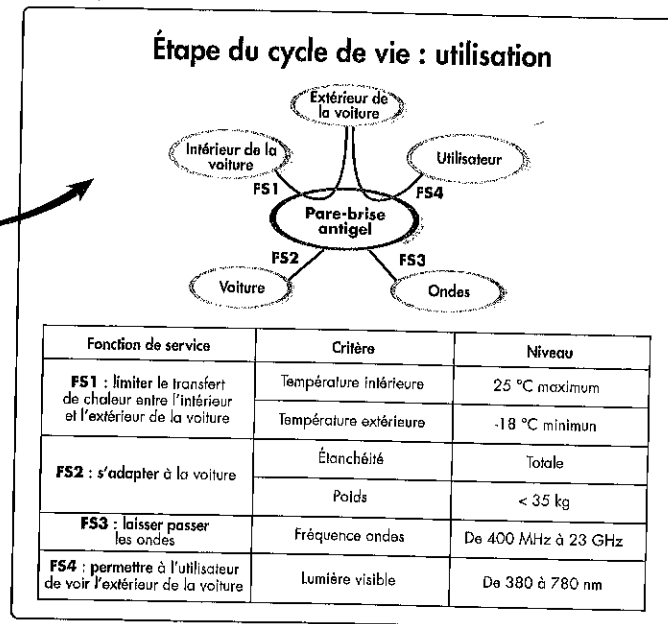 Étape du cycle de vie : utilisation
Extérieur de
la voiture
Intérieur de la
voiture
Utilisateur
FS1
FS4
Pare-brise
antigel
FS2
FS3
Voiture
Ondes
Fonction de service
Critère
Niveau
FS1 : limiter le transfert
de chaleur entre l'intérieur
et l'extérieur de la voiture
Température intérieure
25 °C maximum
Température extérieure
-18 °C minimun
FS2 : s'adapter à la voiture
Étanchéité
Totale
Poids
< 35 kg
FS3 : laisser passer
les ondes
Fréquence ondes
De 400 MHz à 23 GHz
FS4 : permettre à l'utilisateur
de voir l'extérieur de la voiture
Lumière visible
De 380 à 780 nm